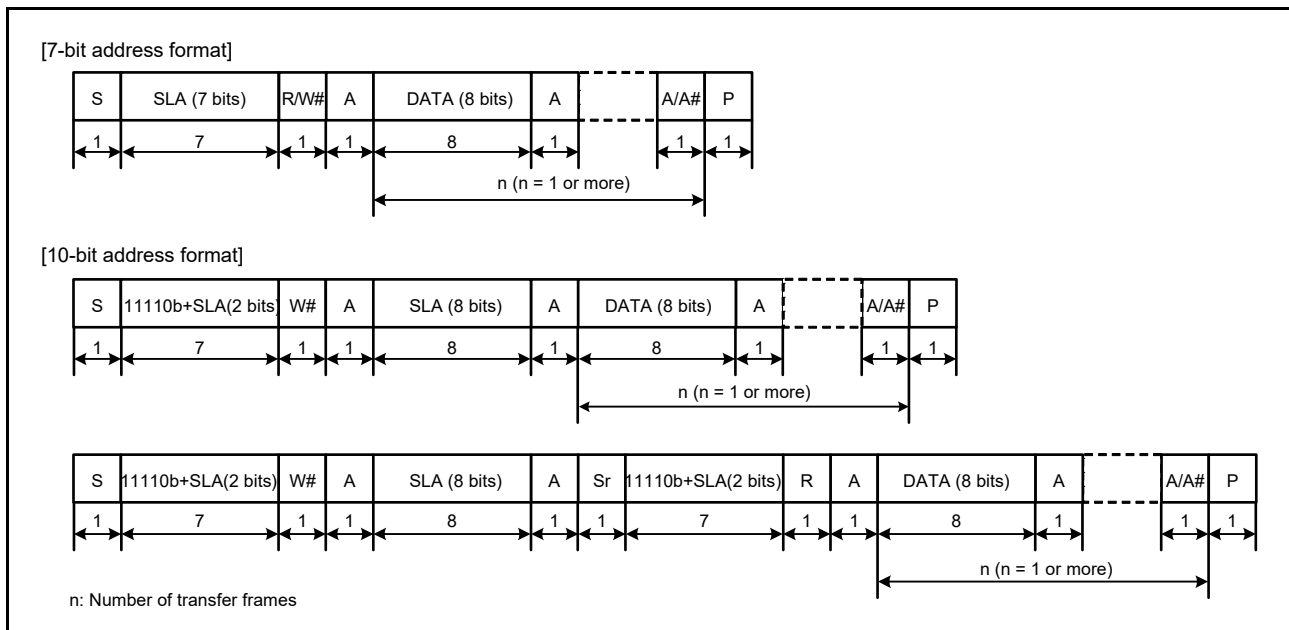 [7-bit address format]
S SLA (7 bits) R/W# A DATA (8 bits) A A/A# P
1 7 1 1 8 1 1 1
n (n = 1 or more)
[10-bit address format]
S 11110b+SLA(2 bits) W# A SLA (8 bits) A DATA (8 bits) A A/A# P
1 7 1 1 8 1 8 1 1 1
n (n = 1 or more)
S 11110b+SLA(2 bits) W# A SLA (8 bits) A Sr 11110b+SLA(2 bits) R A DATA (8 bits) A A/A# P
1 7 1 1 8 1 1 7 1 1 8 1 1 1
n (n = 1 or more)
n: Number of transfer frames